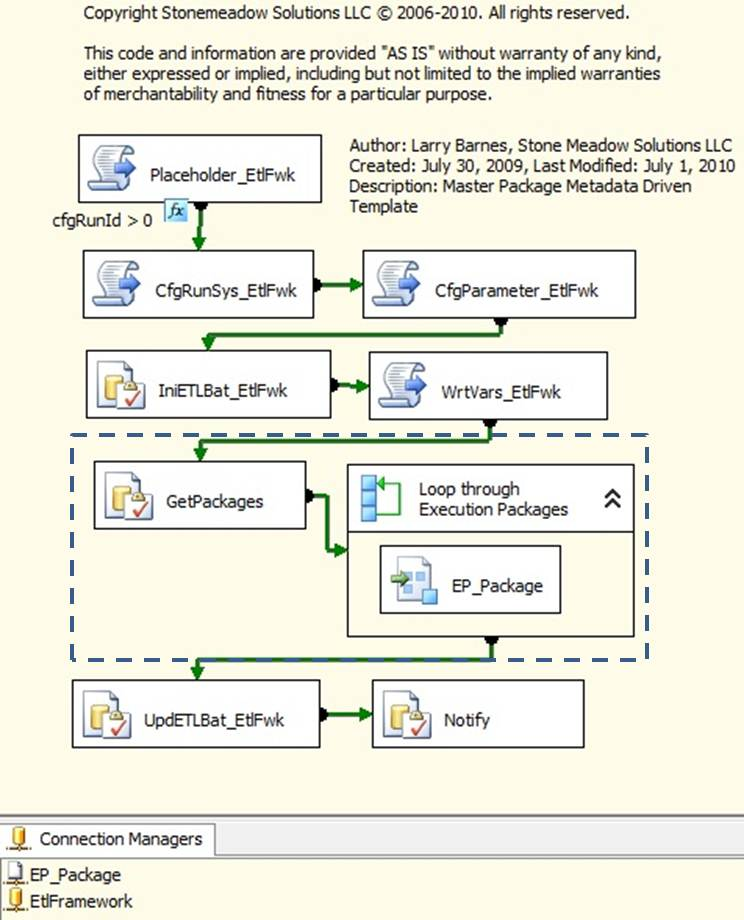 Copyright Stonemeadow Solutions LLC © 2006-2010. All rights reserved.
This code and information are provided "AS IS" without warranty of any kind,
either expressed or implied, including but not limited to the implied warranties
of merchantability and fitness for a particular purpose.
Author: Larry Barnes, Stone Meadow Solutions LLC
Created: July 30, 2009, Last Modified: July 1, 2010
Description: Master Package Metadata Driven
Template
Placeholder_EtlFwk
cfgRunId > 0
fx
CfgRunSys_EtlFwk
CfgParameter_EtlFwk
IniETLBat_EtlFwk
WrtVars_EtlFwk
GetPackages
Loop through
Execution Packages
EP_Package
UpdETLBat_EtlFwk
Notify
Connection Managers
EP_Package
EtlFramework